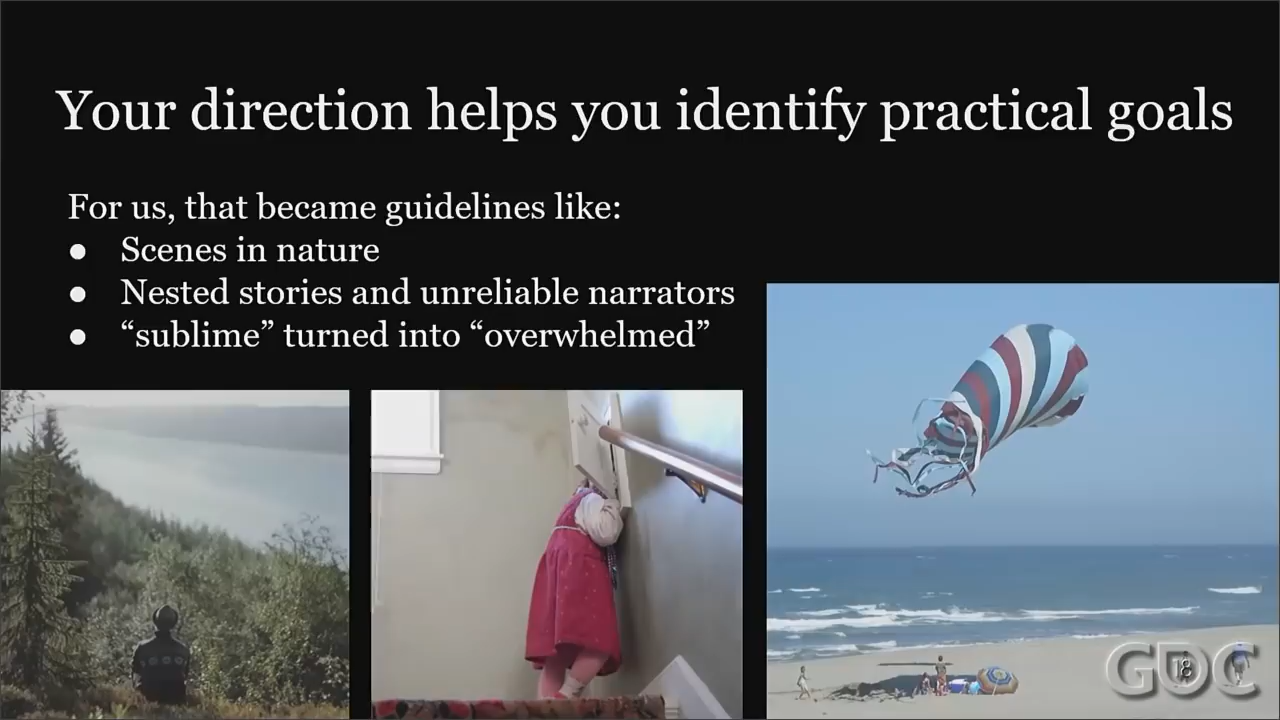 Your direction helps you identify practical goals
For us, that became guidelines like:
● Scenes in nature
● Nested stories and unreliable narrators
● “sublime” turned into “overwhelmed”
GDC
18